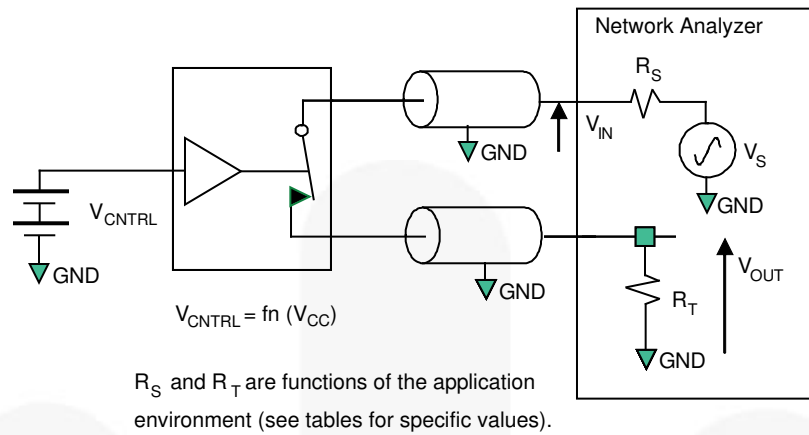 Network Analyzer
R_S
V_IN
GND
V_S
GND
V_CNTRL
GND
GND
V_OUT
R_T
V_CNTRL = fn (V_CC)
GND
R_S and R_T are functions of the application
environment (see tables for specific values).